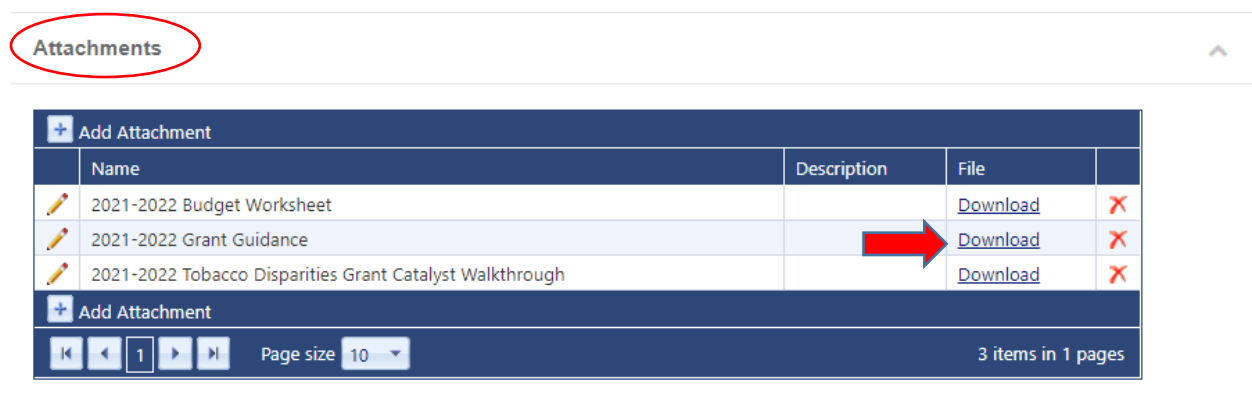 Attachments
Add Attachment
Name Description File
2021-2022 Budget Worksheet Download
2021-2022 Grant Guidance Download
2021-2022 Tobacco Disparities Grant Catalyst Walkthrough Download
Add Attachment
1 Page size 10 3 items in 1 pages